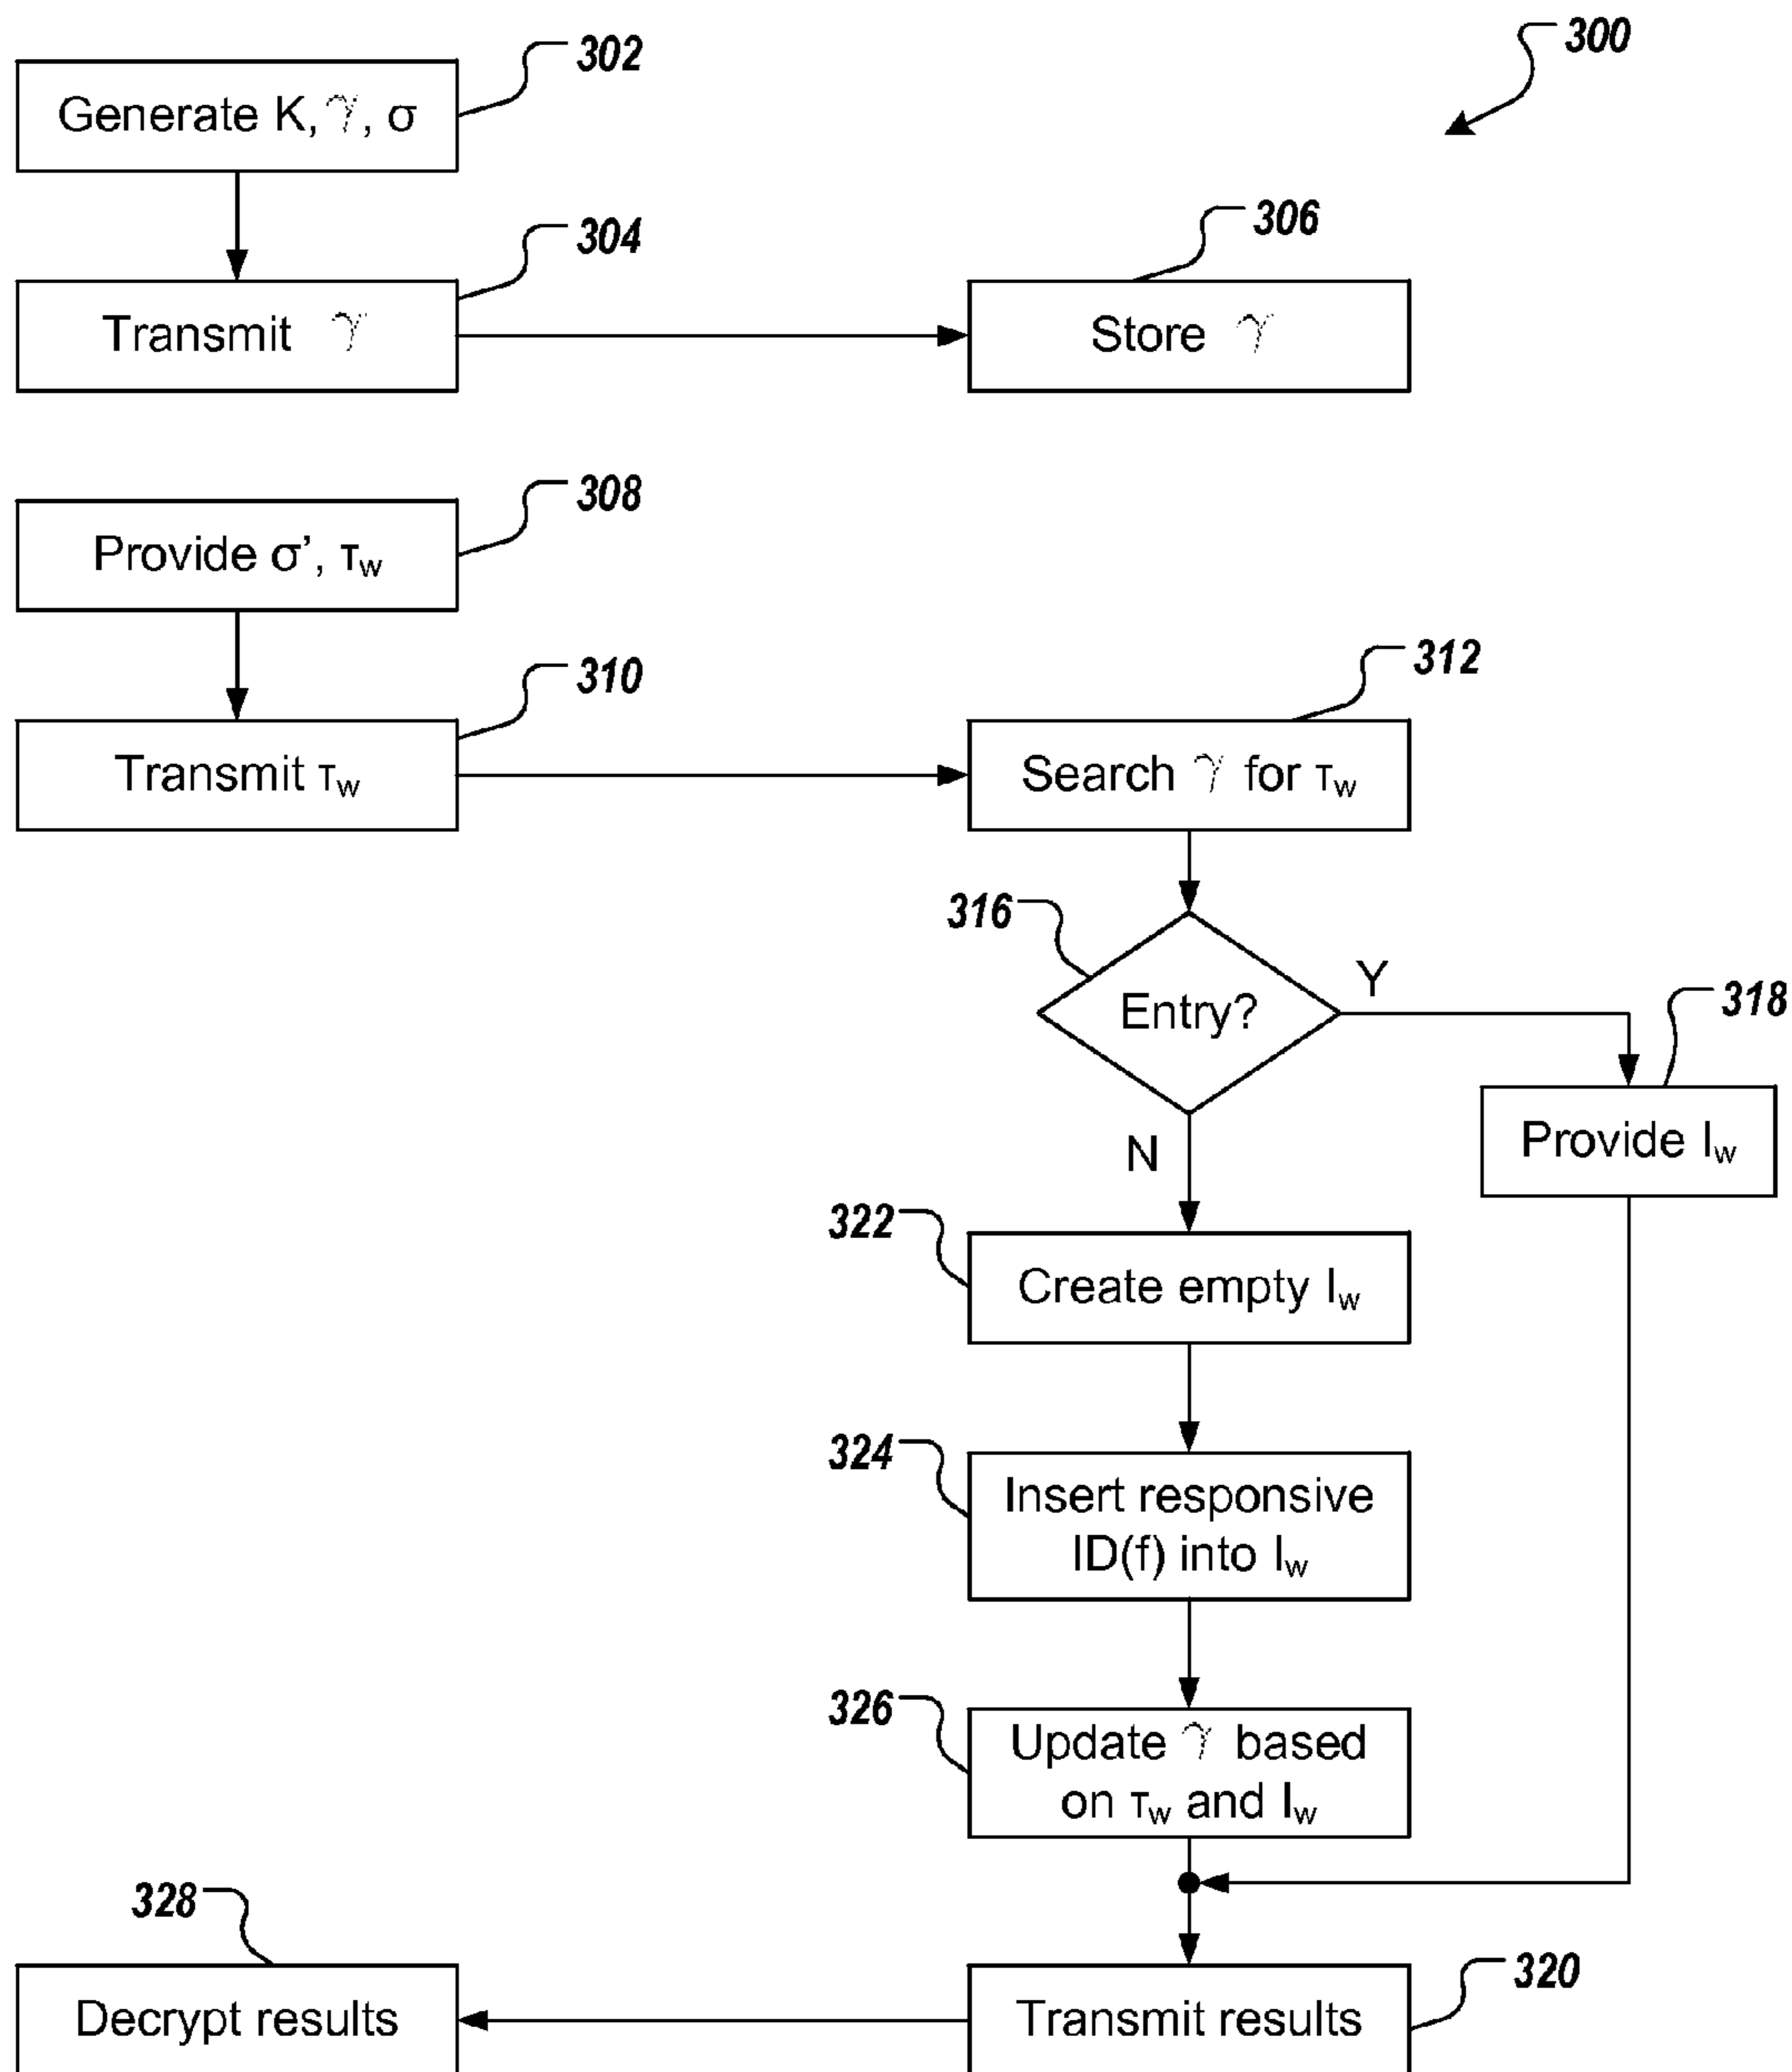 300
302
Generate K, γ, σ
304
Transmit γ
306
Store γ
308
Provide σ’, τw
310
Transmit τw
312
Search γ for τw
316
Entry?
Y
N
318
Provide Iw
322
Create empty Iw
324
Insert responsive
ID(f) into Iw
326
Update γ based
on τw and Iw
328
Decrypt results
320
Transmit results